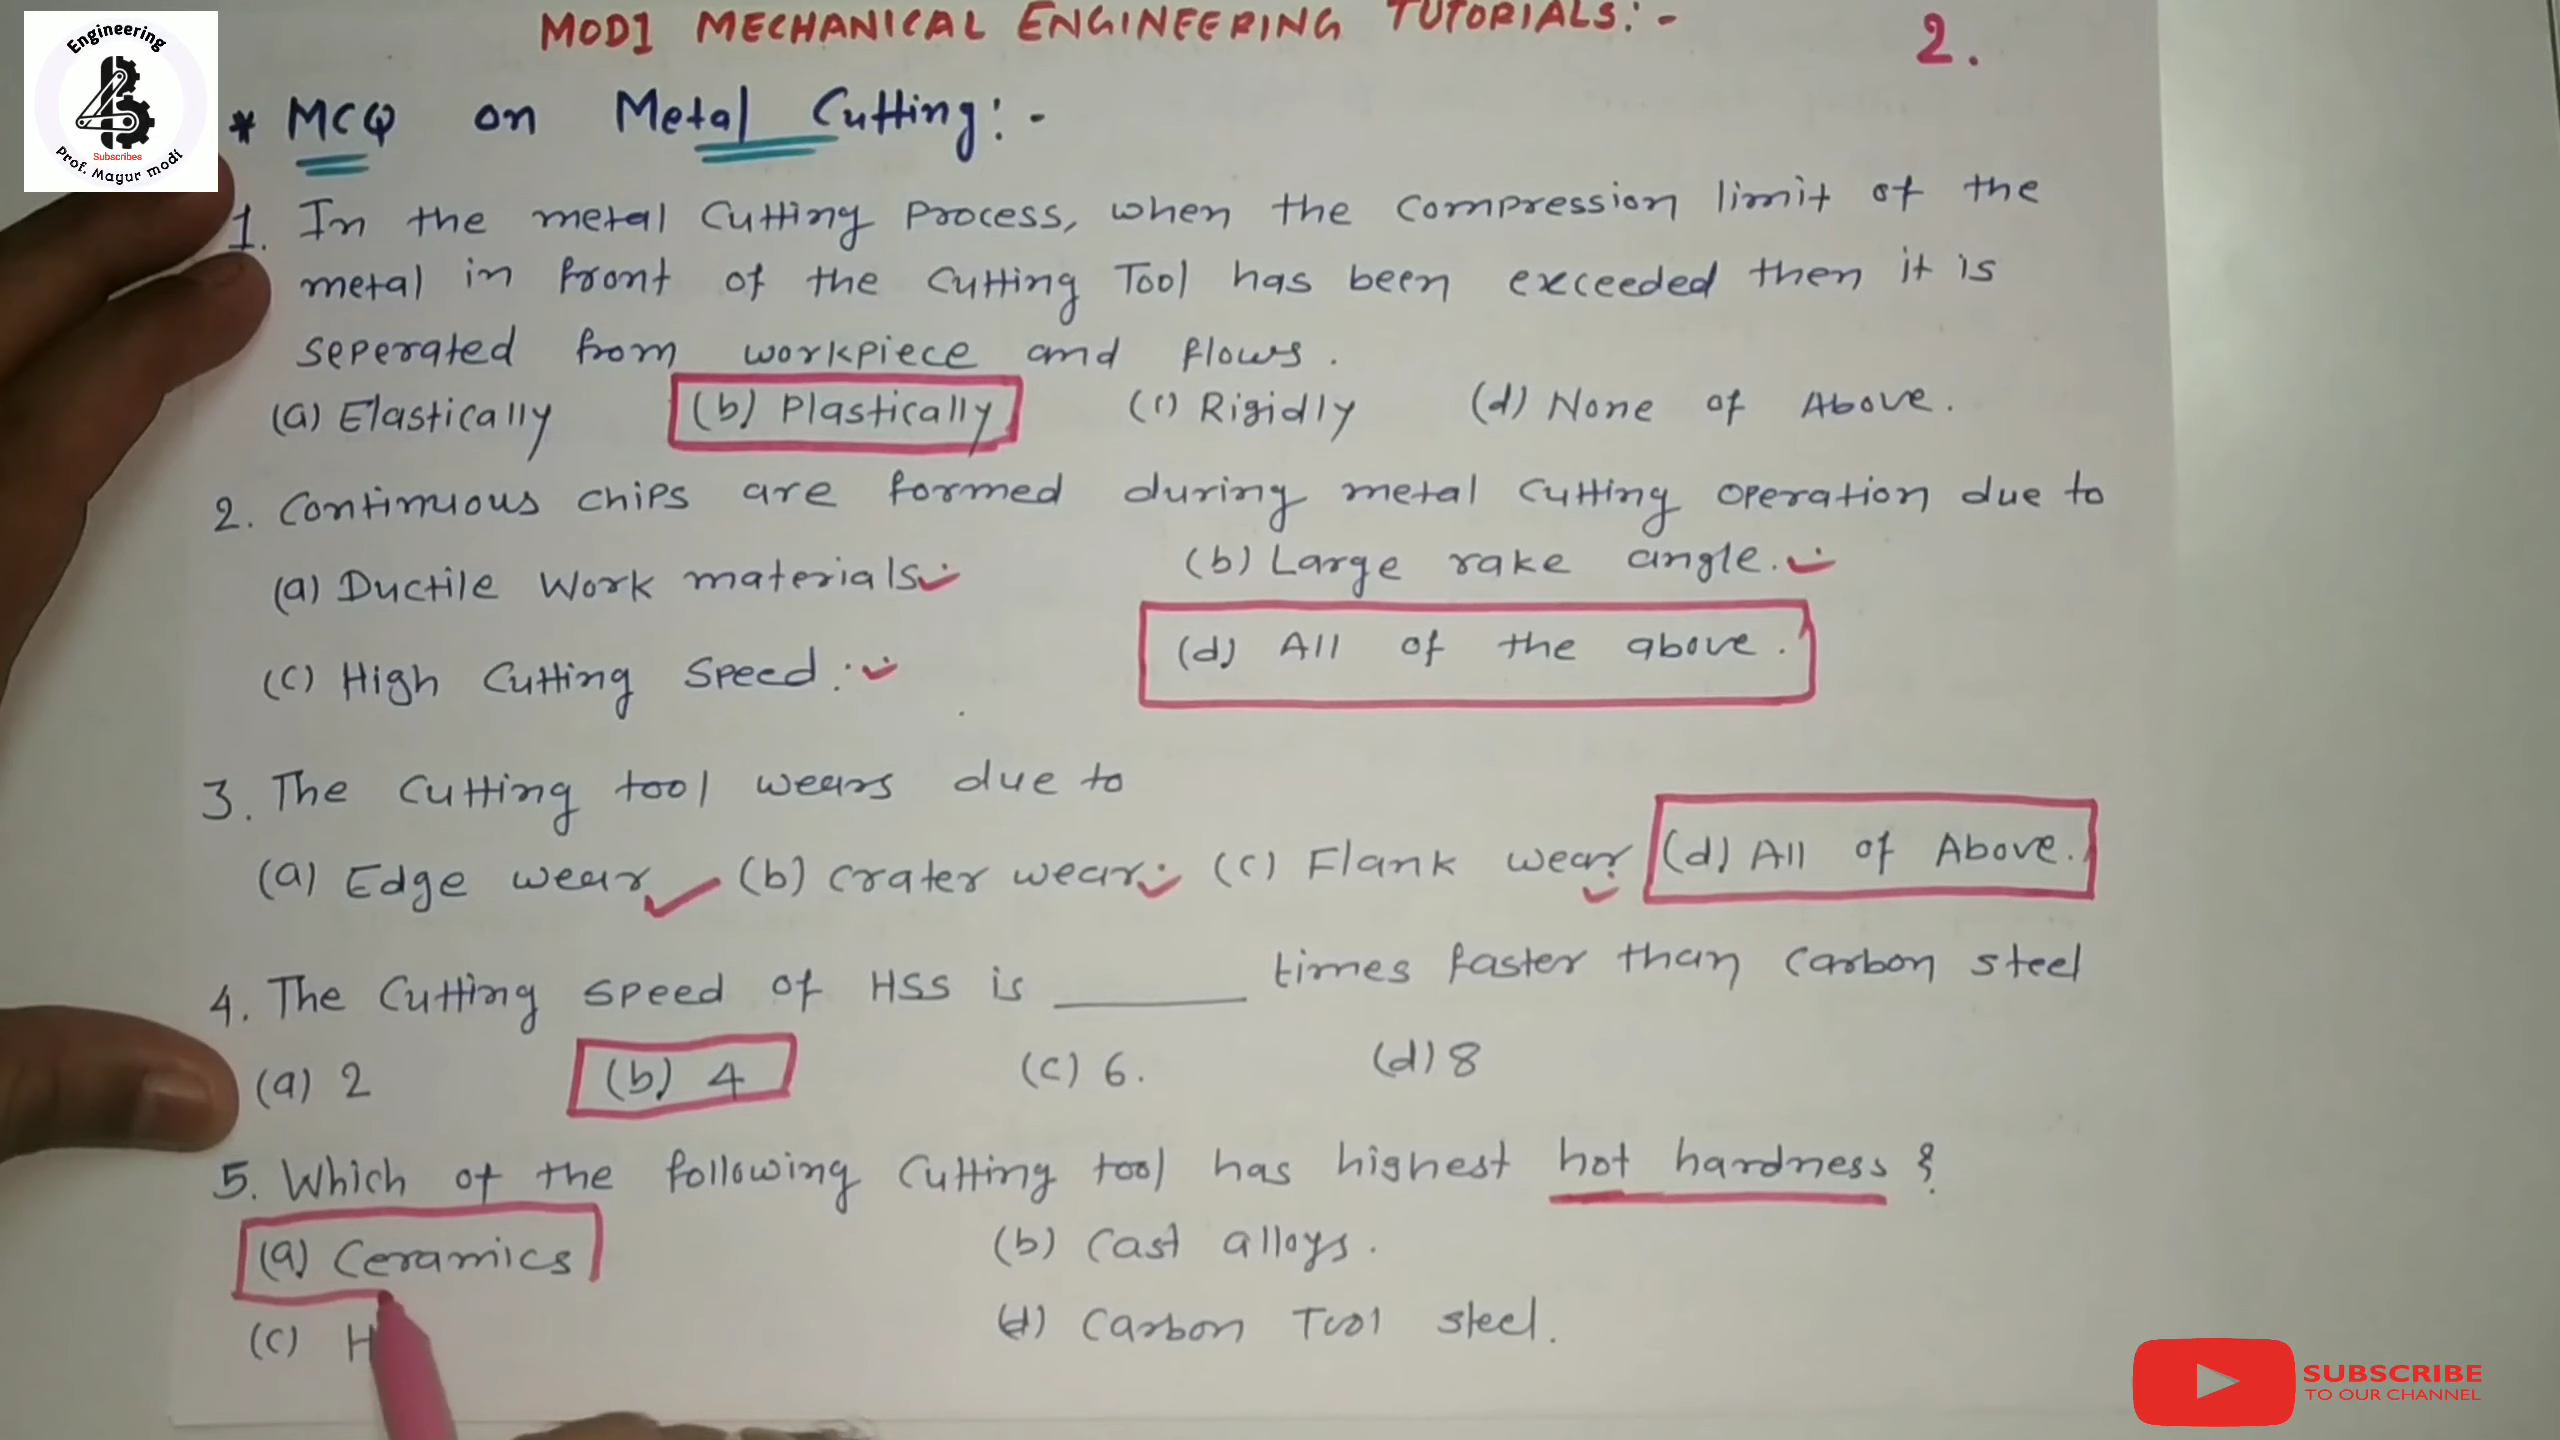 MODI MECHANICAL ENGINEERING TUTORIALS:-
2.
Engineering
Subscribes
Prof. Mayur modi
* MCQ on Metal Cutting:-
1. In the metal cutting process, when the compression limit of the
metal in front of the cutting Tool has been exceeded then it is
seperated from workpiece and flows.
(a) Elastically (b) Plastically (c) Rigidly (d) None of Above.
2. Continuous chips are formed during metal cutting operation due to
(a) Ductile Work materials (b) Large rake angle.
(c) High Cutting Speed. (d) All of the above.
3. The cutting tool wears due to
(a) Edge wear (b) crater wear (c) Flank wear (d) All of Above.
4. The Cutting speed of HSS is ______ times faster than carbon steel
(a) 2 (b) 4 (c) 6. (d) 8
5. Which of the following cutting tool has highest hot hardness ?
(a) Ceramics (b) Cast alloys.
(c) H (d) Carbon Tool steel.
SUBSCRIBE
TO OUR CHANNEL